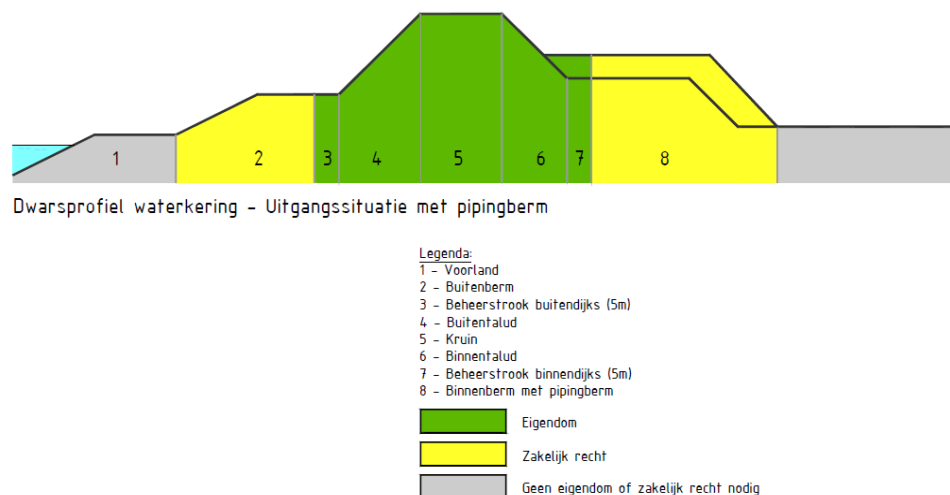 1 2 3 4 5 6 7 8
Dwarsprofiel waterkering - Uitgangssituatie met pipingberm
Legenda:
1 - Voorland
2 - Buitenberm
3 - Beheerstrook buitendijks (5m)
4 - Buitentalud
5 - Kruin
6 - Binnentalud
7 - Beheerstrook binnendijks (5m)
8 - Binnenberm met pipingberm
Eigendom
Zakelijk recht
Geen eigendom of zakelijk recht nodig